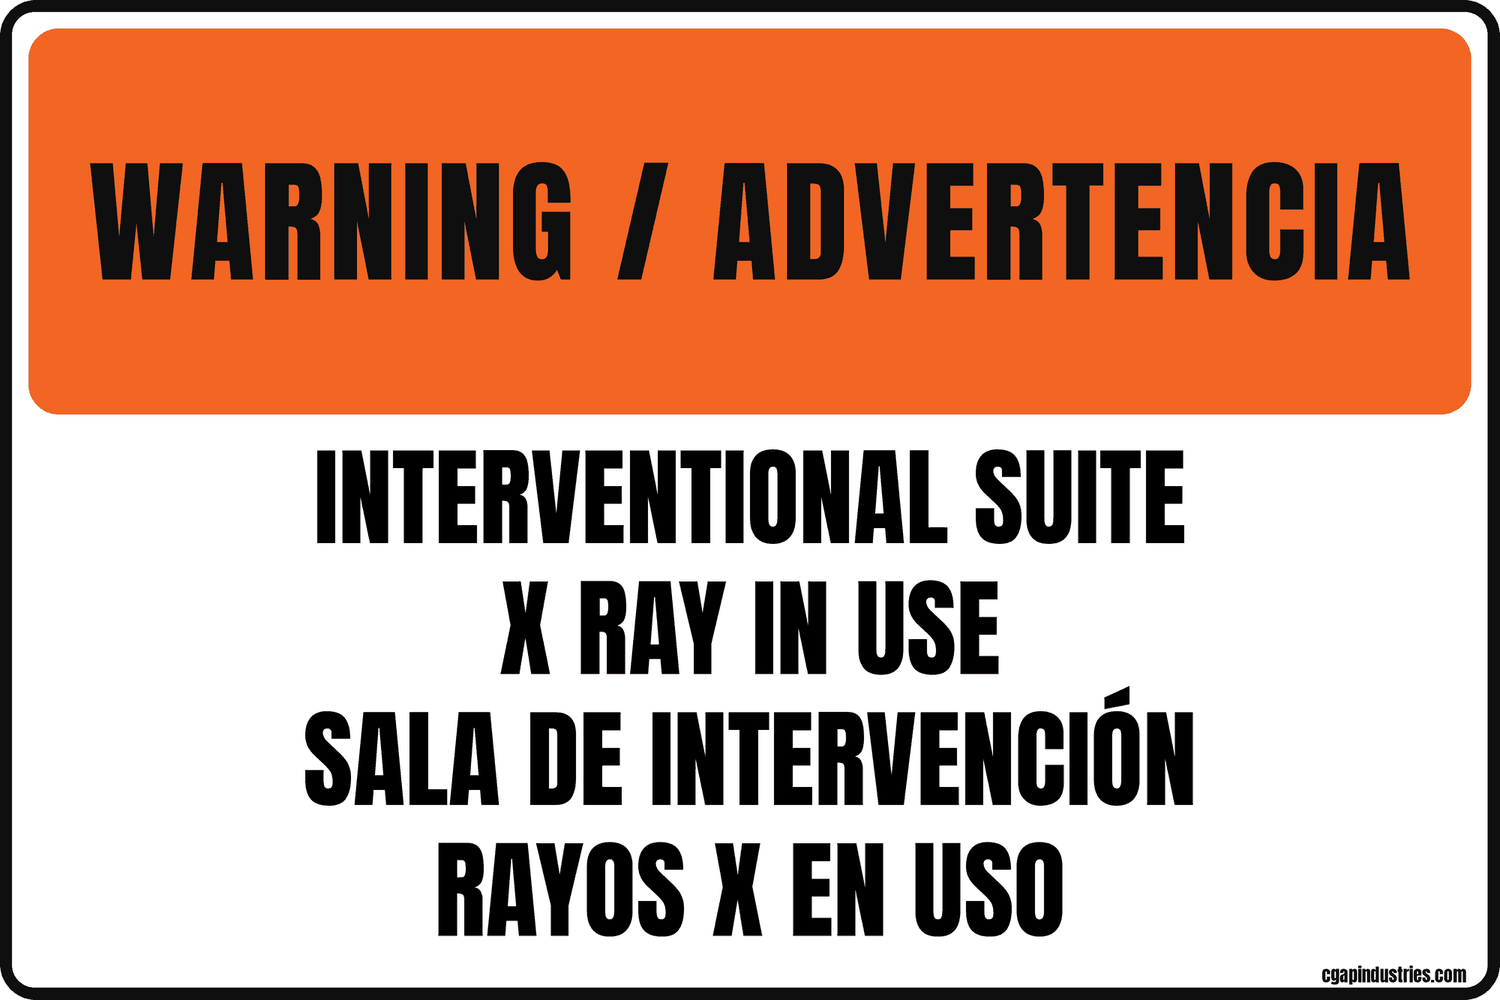 WARNING / ADVERTENCIA
INTERVENTIONAL SUITE
X RAY IN USE
SALA DE INTERVENCIÓN
RAYOS X EN USO
cgapindustries.com